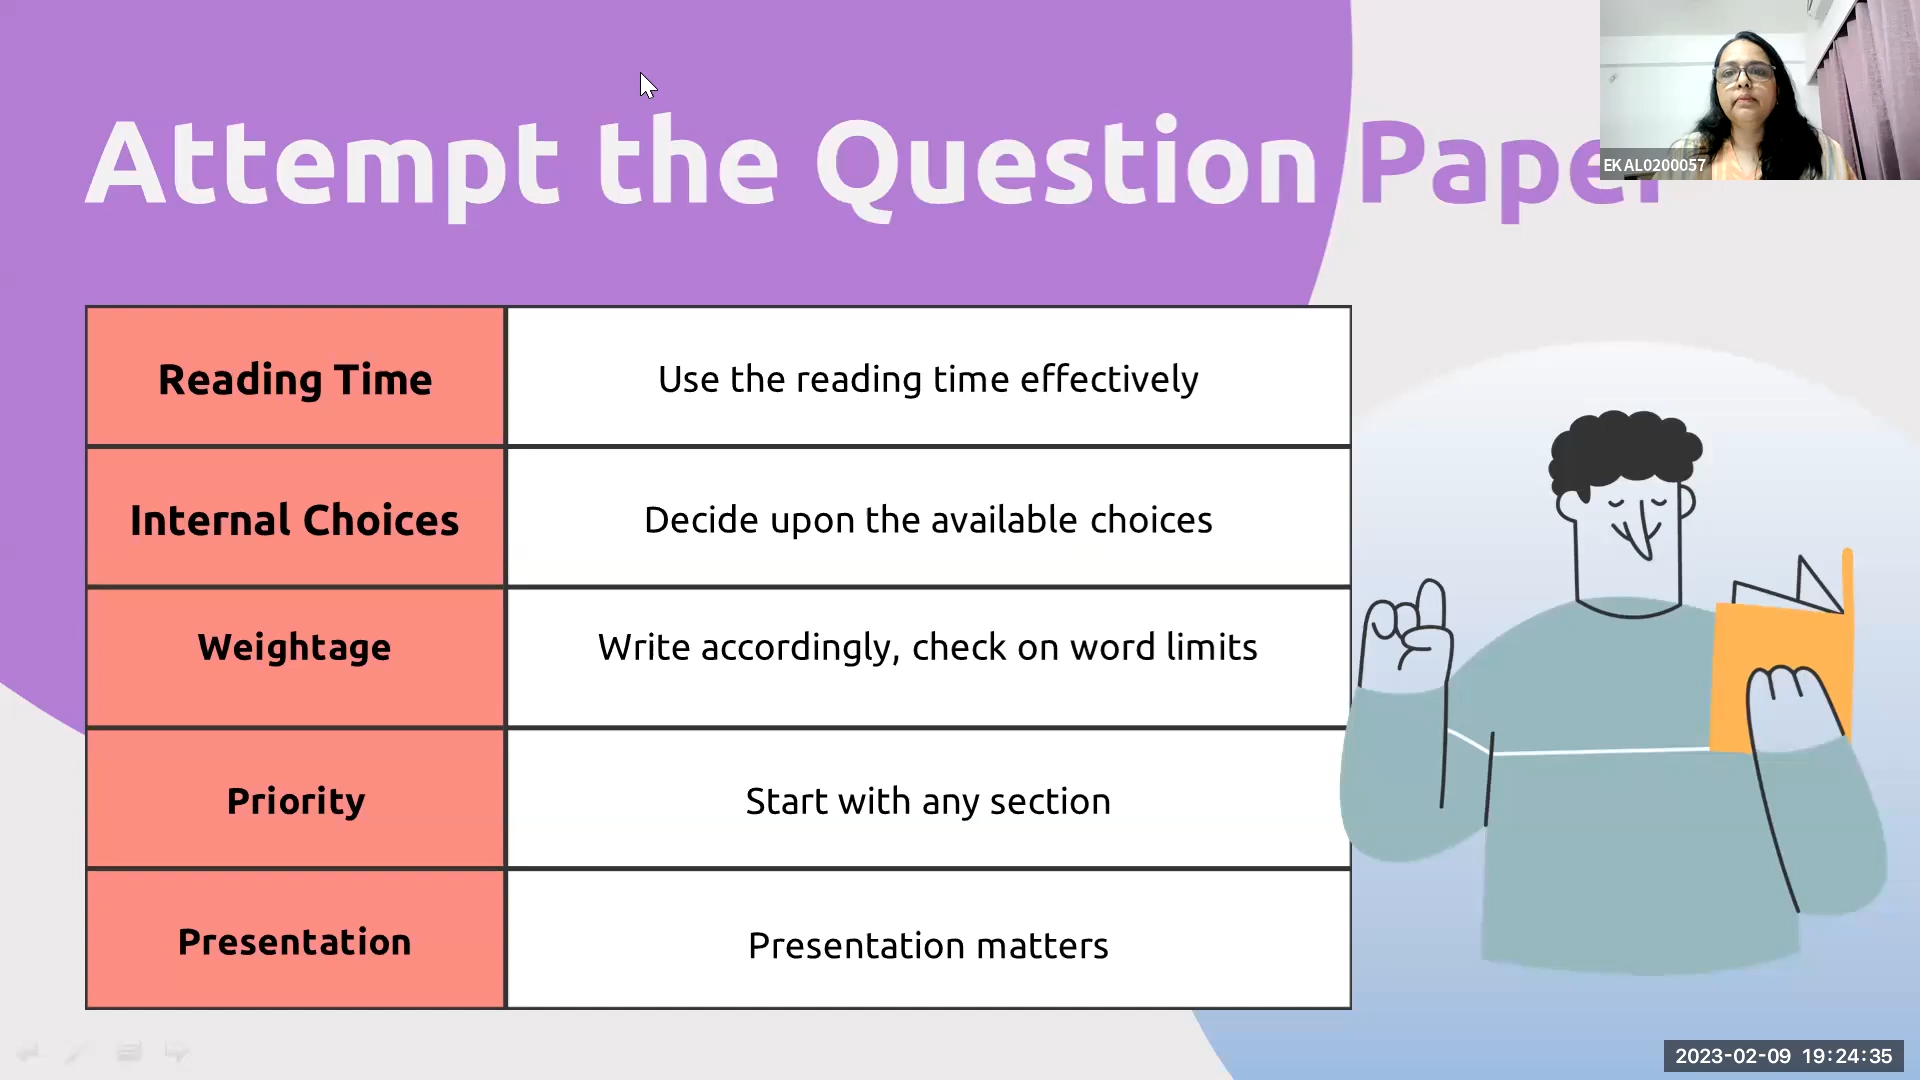 Attempt the Question Paper
EKAL0200057
Reading Time
Use the reading time effectively
Internal Choices
Decide upon the available choices
Weightage
Write accordingly, check on word limits
Priority
Start with any section
Presentation
Presentation matters
2023-02-09 19:24:35